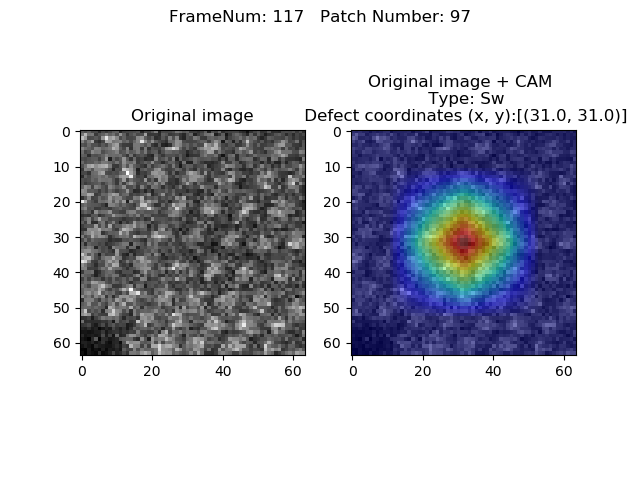 FrameNum: 117   Patch Number: 97
Original image
Original image + CAM
Type: Sw
Defect coordinates (x, y):[(31.0, 31.0)]
0
10
20
30
40
50
60
0 20 40 60
0
10
20
30
40
50
60
0 20 40 60